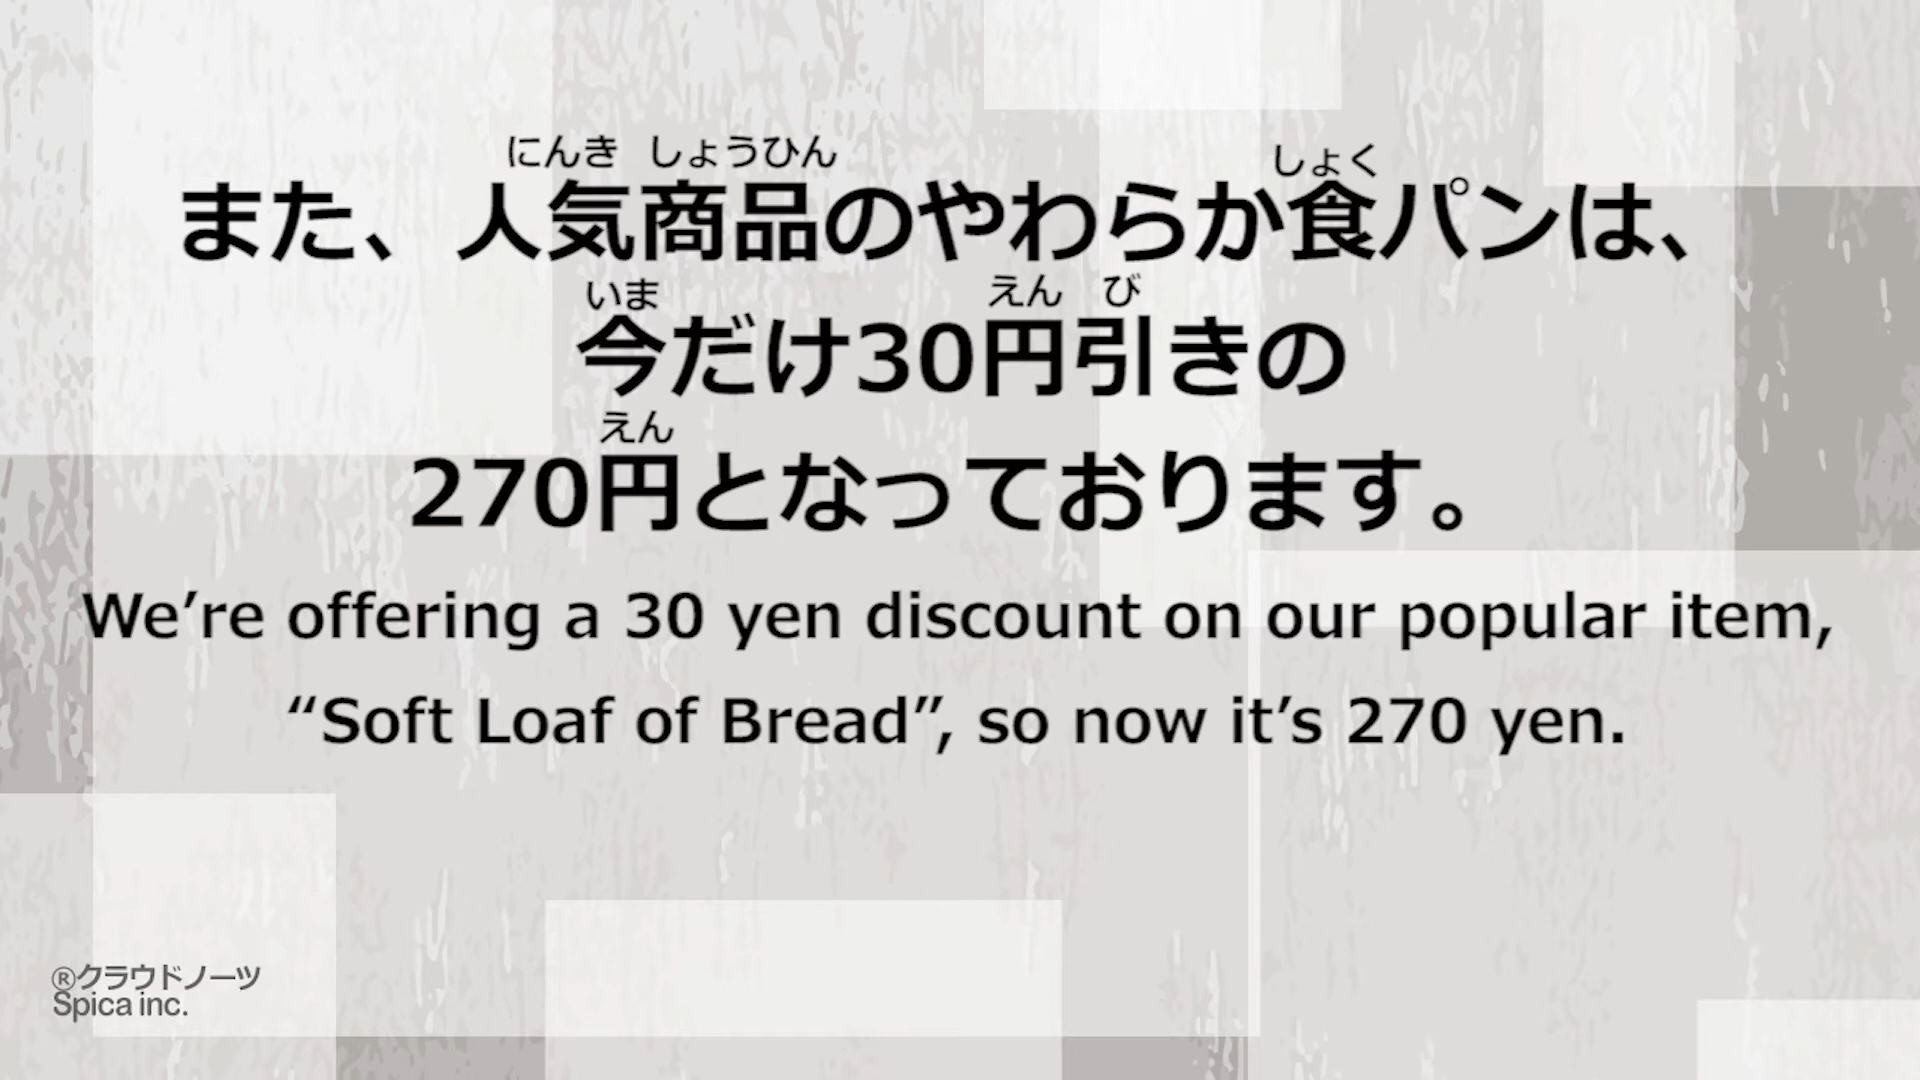 にんき しょうひん しょく
また、人気商品のやわらか食パンは、
いま えん び
今だけ30円引きの
えん
270円となっております。
We’re offering a 30 yen discount on our popular item,
“Soft Loaf of Bread”, so now it’s 270 yen.
®クラウドノーツ
Spica inc.